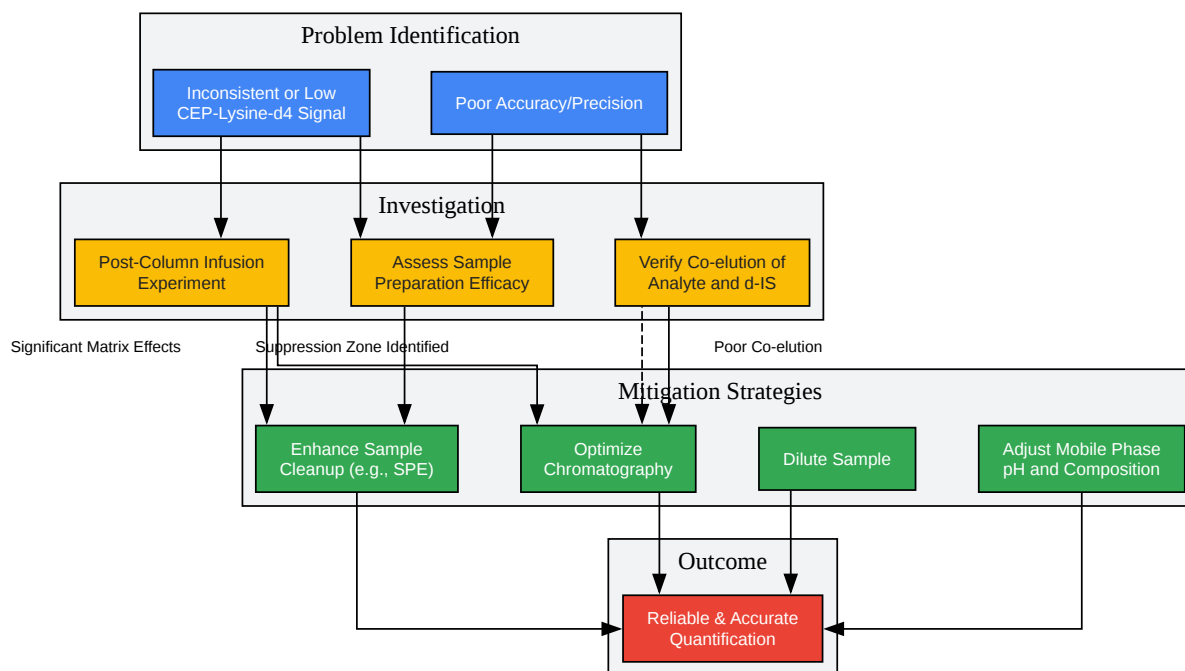 Problem Identification
Inconsistent or Low
CEP-Lysine-d4 Signal
Poor Accuracy/Precision
Investigation
Post-Column Infusion
Experiment
Assess Sample
Preparation Efficacy
Verify Co-elution of
Analyte and d-IS
Significant Matrix Effects
Suppression Zone Identified
Poor Co-elution
Mitigation Strategies
Enhance Sample
Cleanup (e.g., SPE)
Optimize
Chromatography
Dilute Sample
Adjust Mobile Phase
pH and Composition
Outcome
Reliable & Accurate
Quantification